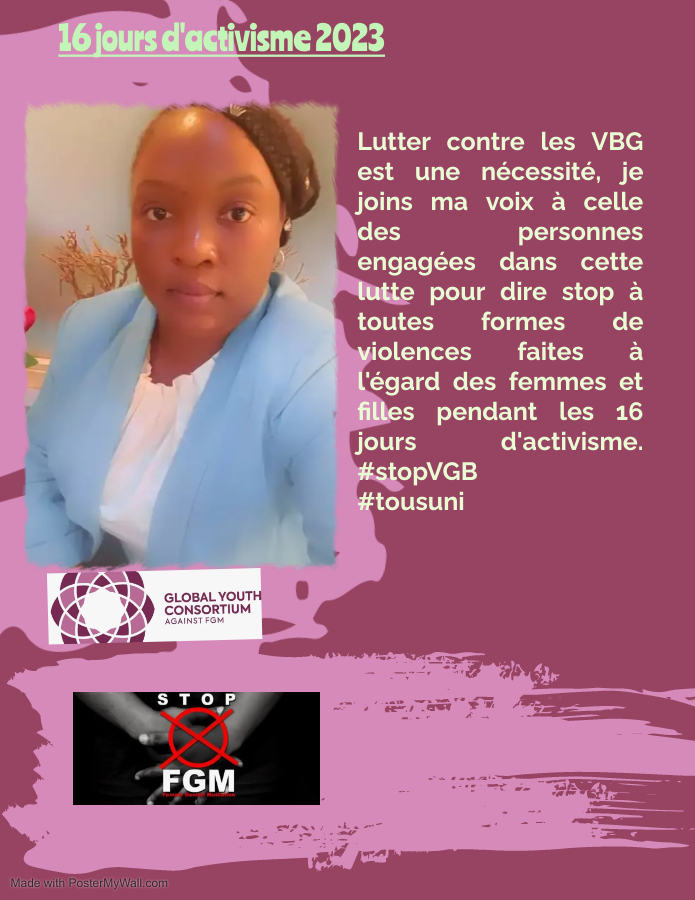 16 jours d'activisme 2023
Lutter contre les VBG
est une nécessité, je
joins ma voix à celle
des personnes
engagées dans cette
lutte pour dire stop à
toutes formes de
violences faites à
l'égard des femmes et
filles pendant les 16
jours d'activisme.
#stopVGB
#tousuni
GLOBAL YOUTH
CONSORTIUM
AGAINST FGM
STOP
FGM
Made with PosterMyWall.com